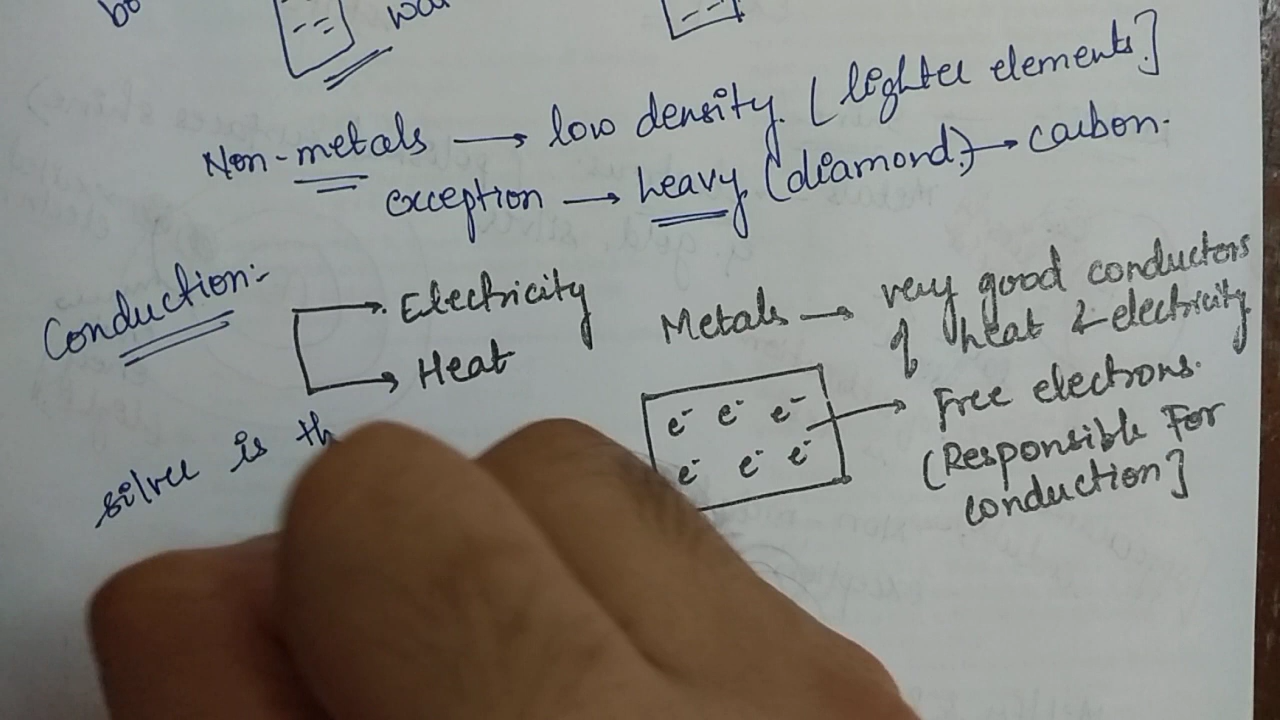 bo
Non-metals → low density. [lighter elements.]
exception → heavy (diamond) → carbon.
Conduction:-
Electricity
Heat
Metals → very good conductors
of heat & electricity
e- e- e-
e- e- e-
Free electrons.
(Responsible For
conduction]
silver is th